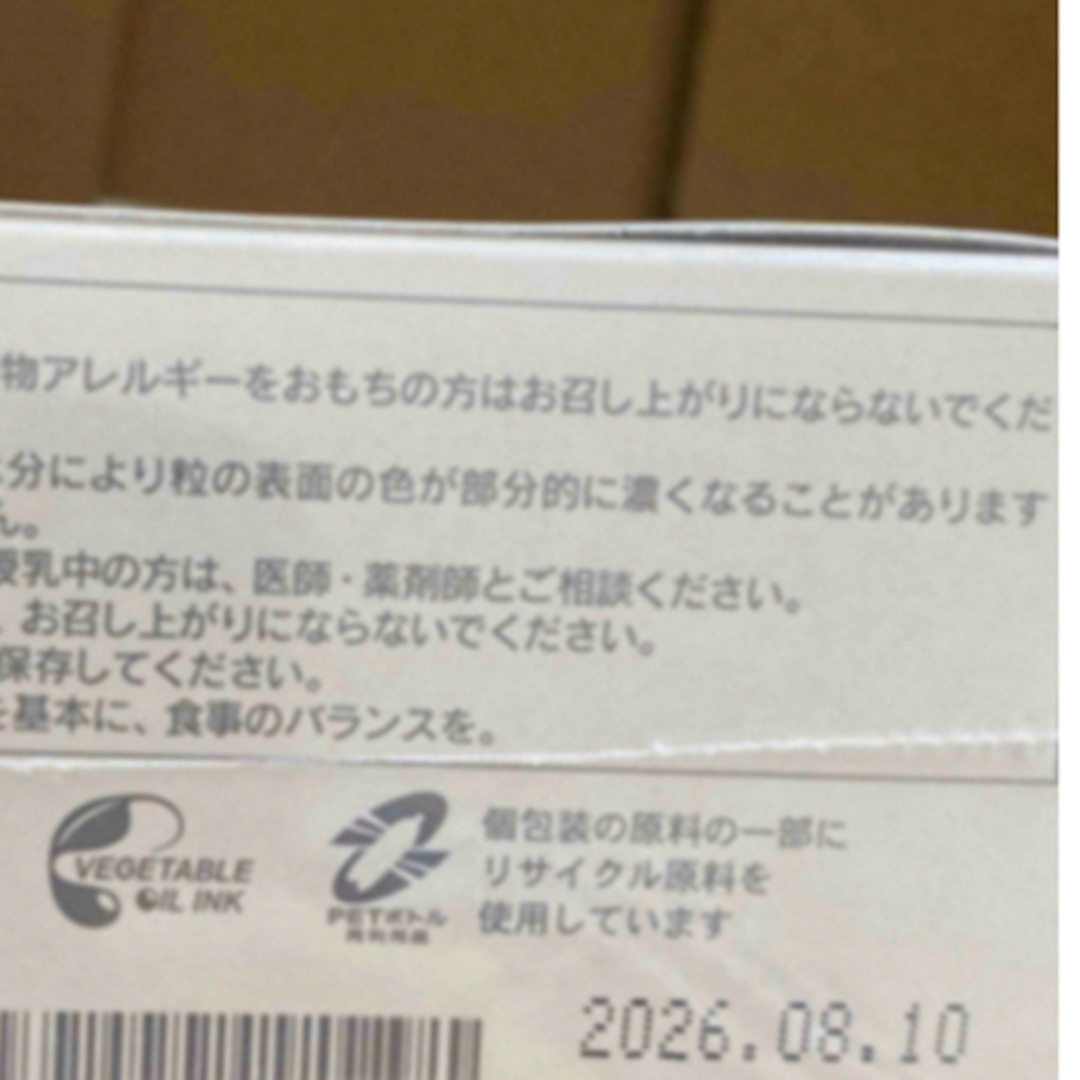 物アレルギーをおもちの方はお召し上がりにならないでくだ
分により粒の表面の色が部分的に濃くなることがあります
ん。
授乳中の方は、医師・薬剤師とご相談ください。
お召し上がりにならないでください。
保存してください。
を基本に、食事のバランスを。
VEGETABLE
OIL INK
PETボトル
再利用品
個包装の原料の一部に
リサイクル原料を
使用しています
2026.08.10